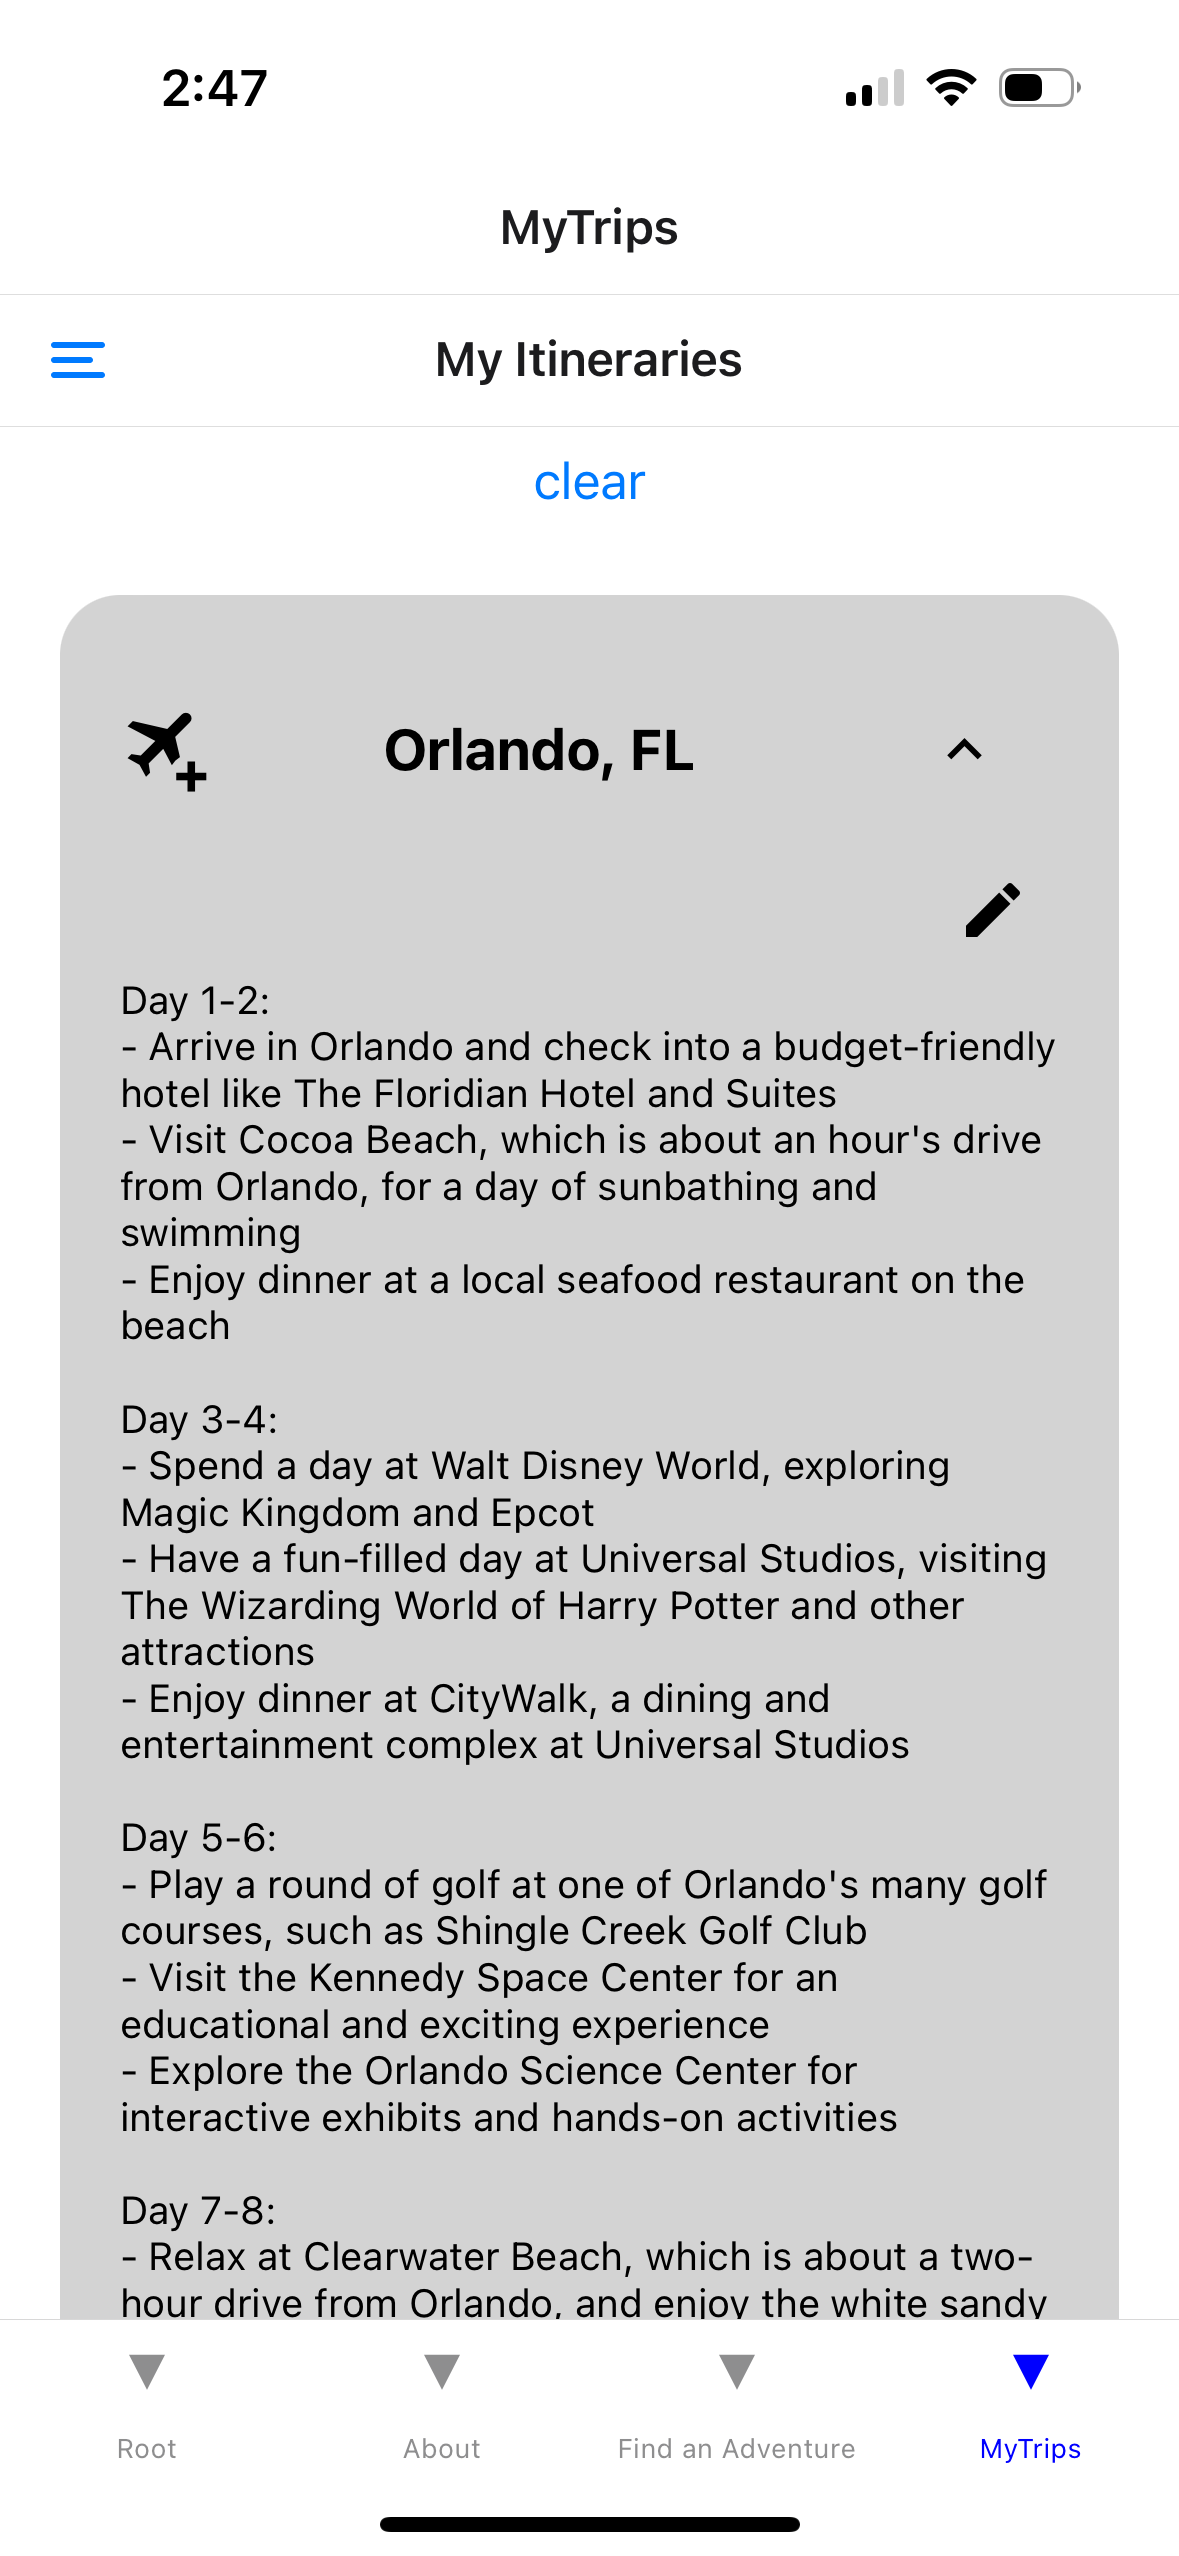 2:47
MyTrips
My Itineraries
clear
Orlando, FL
Day 1-2:
- Arrive in Orlando and check into a budget-friendly
hotel like The Floridian Hotel and Suites
- Visit Cocoa Beach, which is about an hour's drive
from Orlando, for a day of sunbathing and
swimming
- Enjoy dinner at a local seafood restaurant on the
beach
Day 3-4:
- Spend a day at Walt Disney World, exploring
Magic Kingdom and Epcot
- Have a fun-filled day at Universal Studios, visiting
The Wizarding World of Harry Potter and other
attractions
- Enjoy dinner at CityWalk, a dining and
entertainment complex at Universal Studios
Day 5-6:
- Play a round of golf at one of Orlando's many golf
courses, such as Shingle Creek Golf Club
- Visit the Kennedy Space Center for an
educational and exciting experience
- Explore the Orlando Science Center for
interactive exhibits and hands-on activities
Day 7-8:
- Relax at Clearwater Beach, which is about a two-
hour drive from Orlando, and enjoy the white sandy
Root
About
Find an Adventure
MyTrips